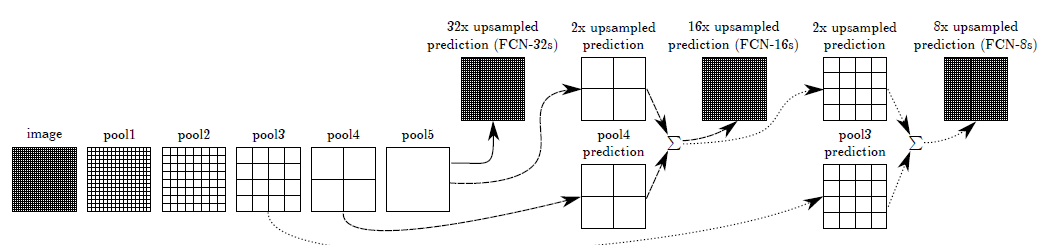 32x upsampled
prediction (FCN-32s)
2x upsampled
prediction
16x upsampled
prediction (FCN-16s)
2x upsampled
prediction
8x upsampled
prediction (FCN-8s)
image
pool1
pool2
pool3
pool4
pool5
pool4
prediction
∑
pool3
prediction
∑